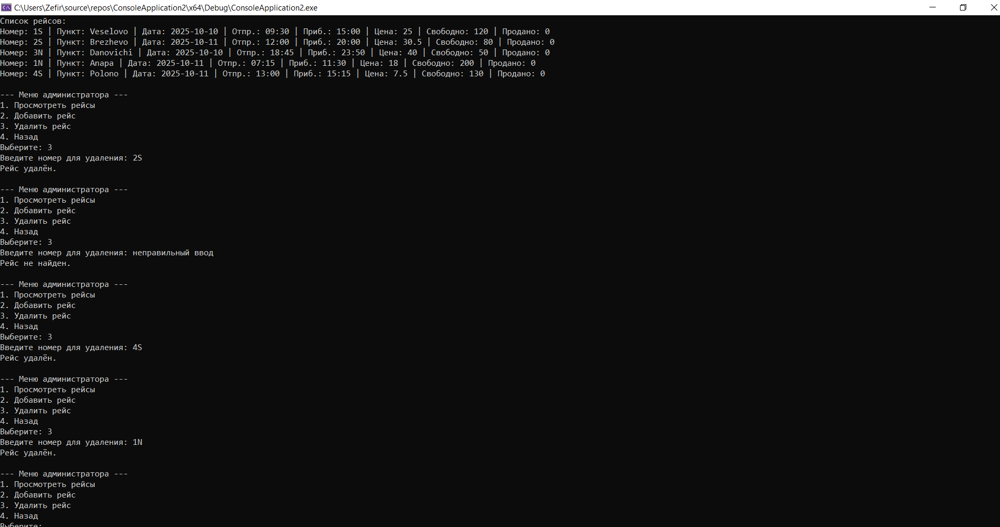 C:\Users\Zefir\source\repos\ConsoleApplication2\x64\Debug\ConsoleApplication2.exe
Список рейсов:
Номер: 1S | Пункт: Veselovo | Дата: 2025-10-10 | Отпр.: 09:30 | Приб.: 15:00 | Цена: 25 | Свободно: 120 | Продано: 0
Номер: 2S | Пункт: Brezhevo | Дата: 2025-10-11 | Отпр.: 12:00 | Приб.: 20:00 | Цена: 30.5 | Свободно: 80 | Продано: 0
Номер: 3N | Пункт: Danovichi | Дата: 2025-10-10 | Отпр.: 18:45 | Приб.: 23:50 | Цена: 40 | Свободно: 50 | Продано: 0
Номер: 1N | Пункт: Anapa | Дата: 2025-10-11 | Отпр.: 07:15 | Приб.: 11:30 | Цена: 18 | Свободно: 200 | Продано: 0
Номер: 4S | Пункт: Polono | Дата: 2025-10-11 | Отпр.: 13:00 | Приб.: 15:15 | Цена: 7.5 | Свободно: 130 | Продано: 0
--- Меню администратора ---
1. Просмотреть рейсы
2. Добавить рейс
3. Удалить рейс
4. Назад
Выберите: 3
Введите номер для удаления: 2S
Рейс удалён.
--- Меню администратора ---
1. Просмотреть рейсы
2. Добавить рейс
3. Удалить рейс
4. Назад
Выберите: 3
Введите номер для удаления: неправильный ввод
Рейс не найден.
--- Меню администратора ---
1. Просмотреть рейсы
2. Добавить рейс
3. Удалить рейс
4. Назад
Выберите: 3
Введите номер для удаления: 4S
Рейс удалён.
--- Меню администратора ---
1. Просмотреть рейсы
2. Добавить рейс
3. Удалить рейс
4. Назад
Выберите: 3
Введите номер для удаления: 1N
Рейс удалён.
--- Меню администратора ---
1. Просмотреть рейсы
2. Добавить рейс
3. Удалить рейс
4. Назад
Выберите: